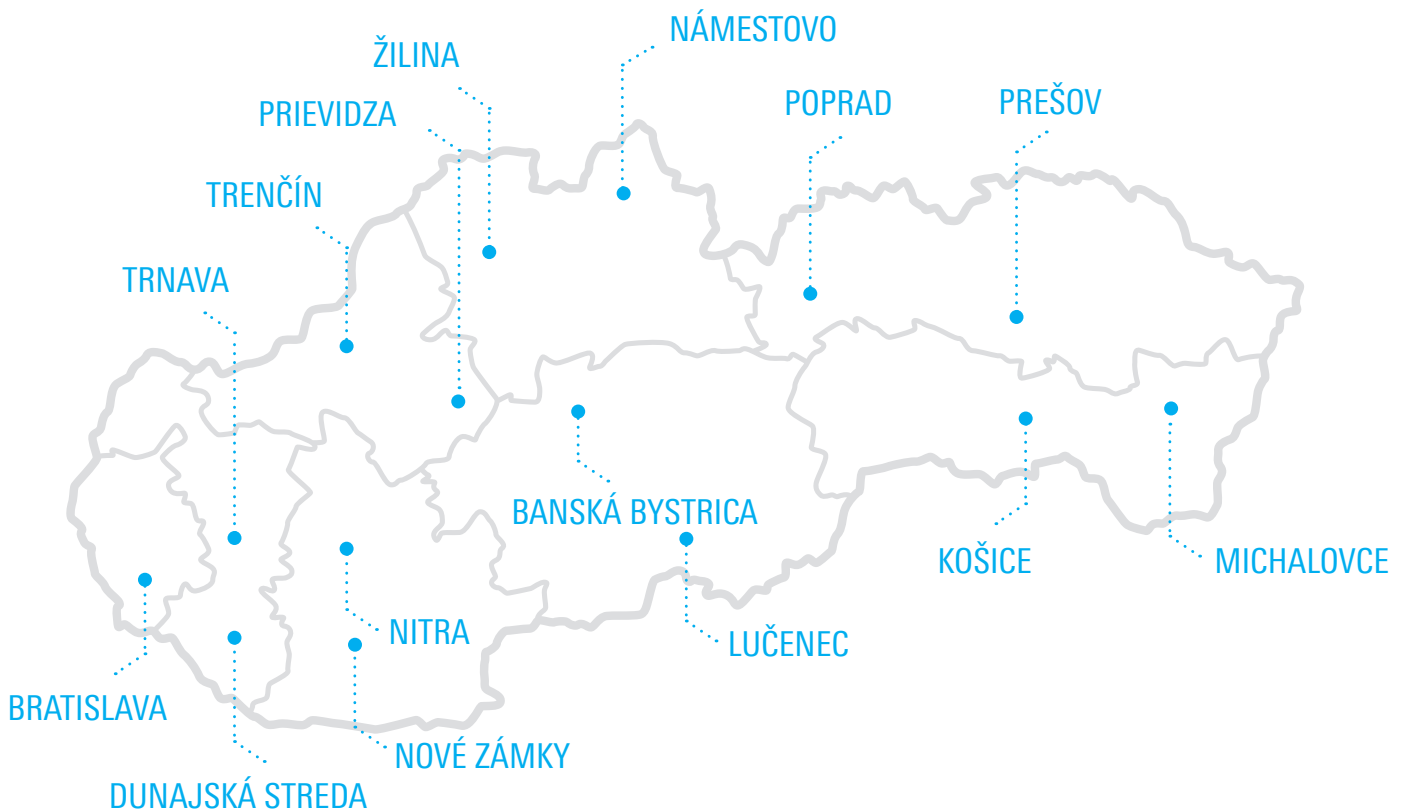 NÁMESTOVO
ŽILINA
PRIEVIDZA
POPRAD
PREŠOV
TRENČÍN
TRNAVA
BANSKÁ BYSTRICA
KOŠICE
MICHALOVCE
NITRA
LUČENEC
BRATISLAVA
NOVÉ ZÁMKY
DUNAJSKÁ STREDA